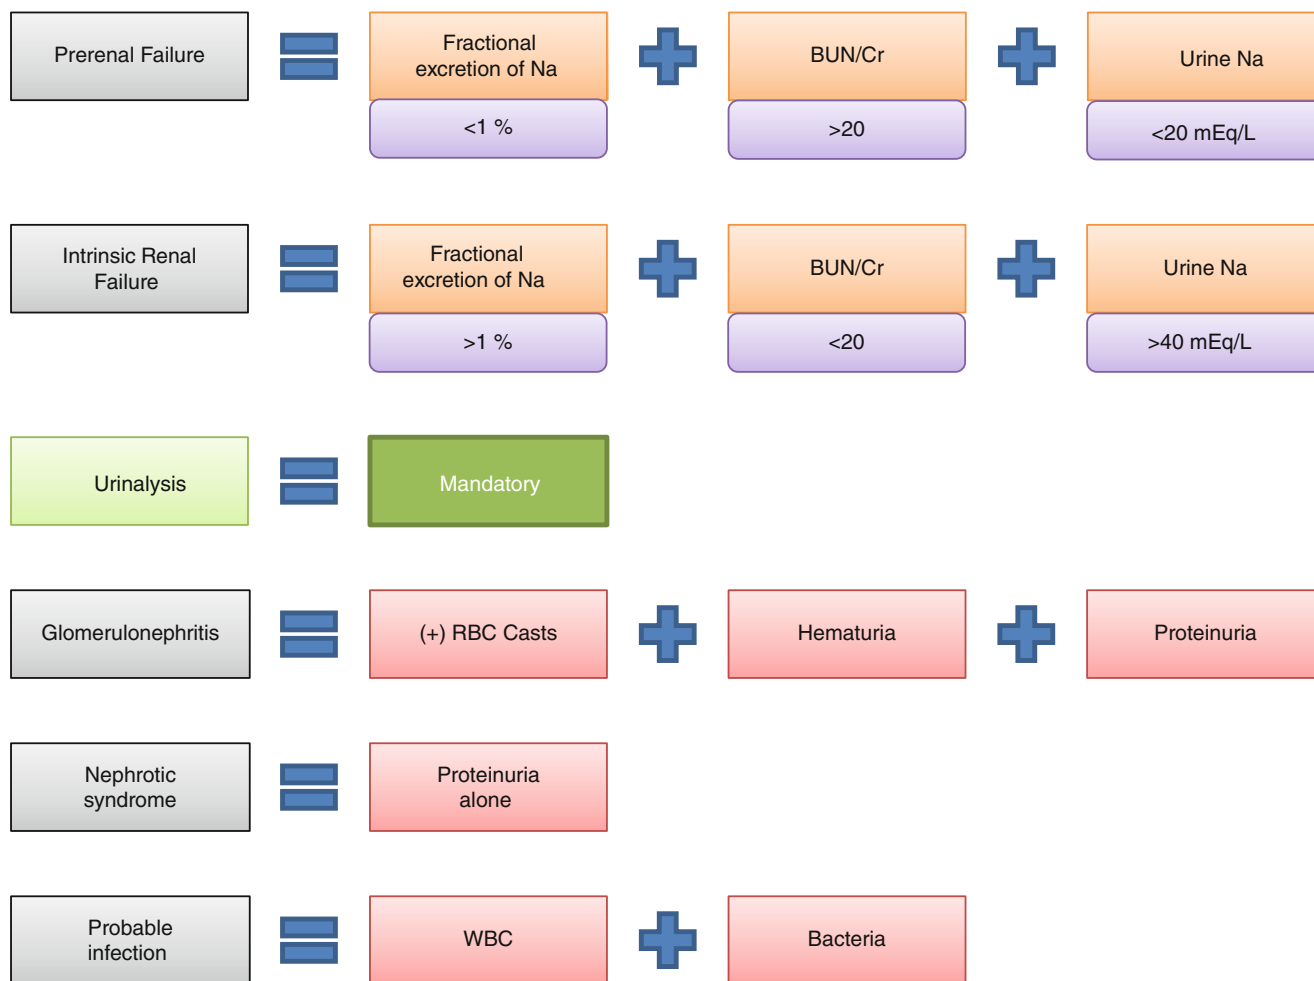 Prerenal Failure
Fractional
excretion of Na
BUN/Cr
Urine Na
<1 %
>20
<20 mEq/L
Intrinsic Renal
Failure
Fractional
excretion of Na
BUN/Cr
Urine Na
>1 %
<20
>40 mEq/L
Urinalysis
Mandatory
Glomerulonephritis
(+) RBC Casts
Hematuria
Proteinuria
Nephrotic
syndrome
Proteinuria
alone
Probable
infection
WBC
Bacteria